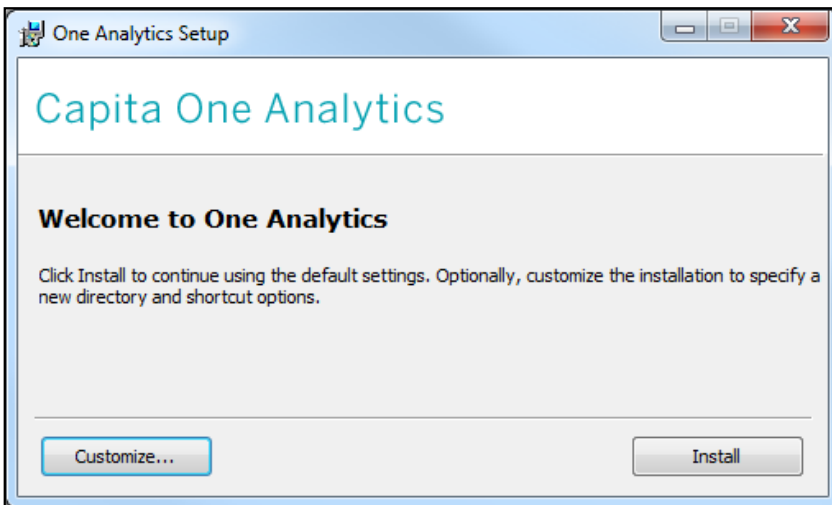 One Analytics Setup
Capita One Analytics
Welcome to One Analytics
Click Install to continue using the default settings. Optionally, customize the installation to specify a
new directory and shortcut options.
Customize...
Install